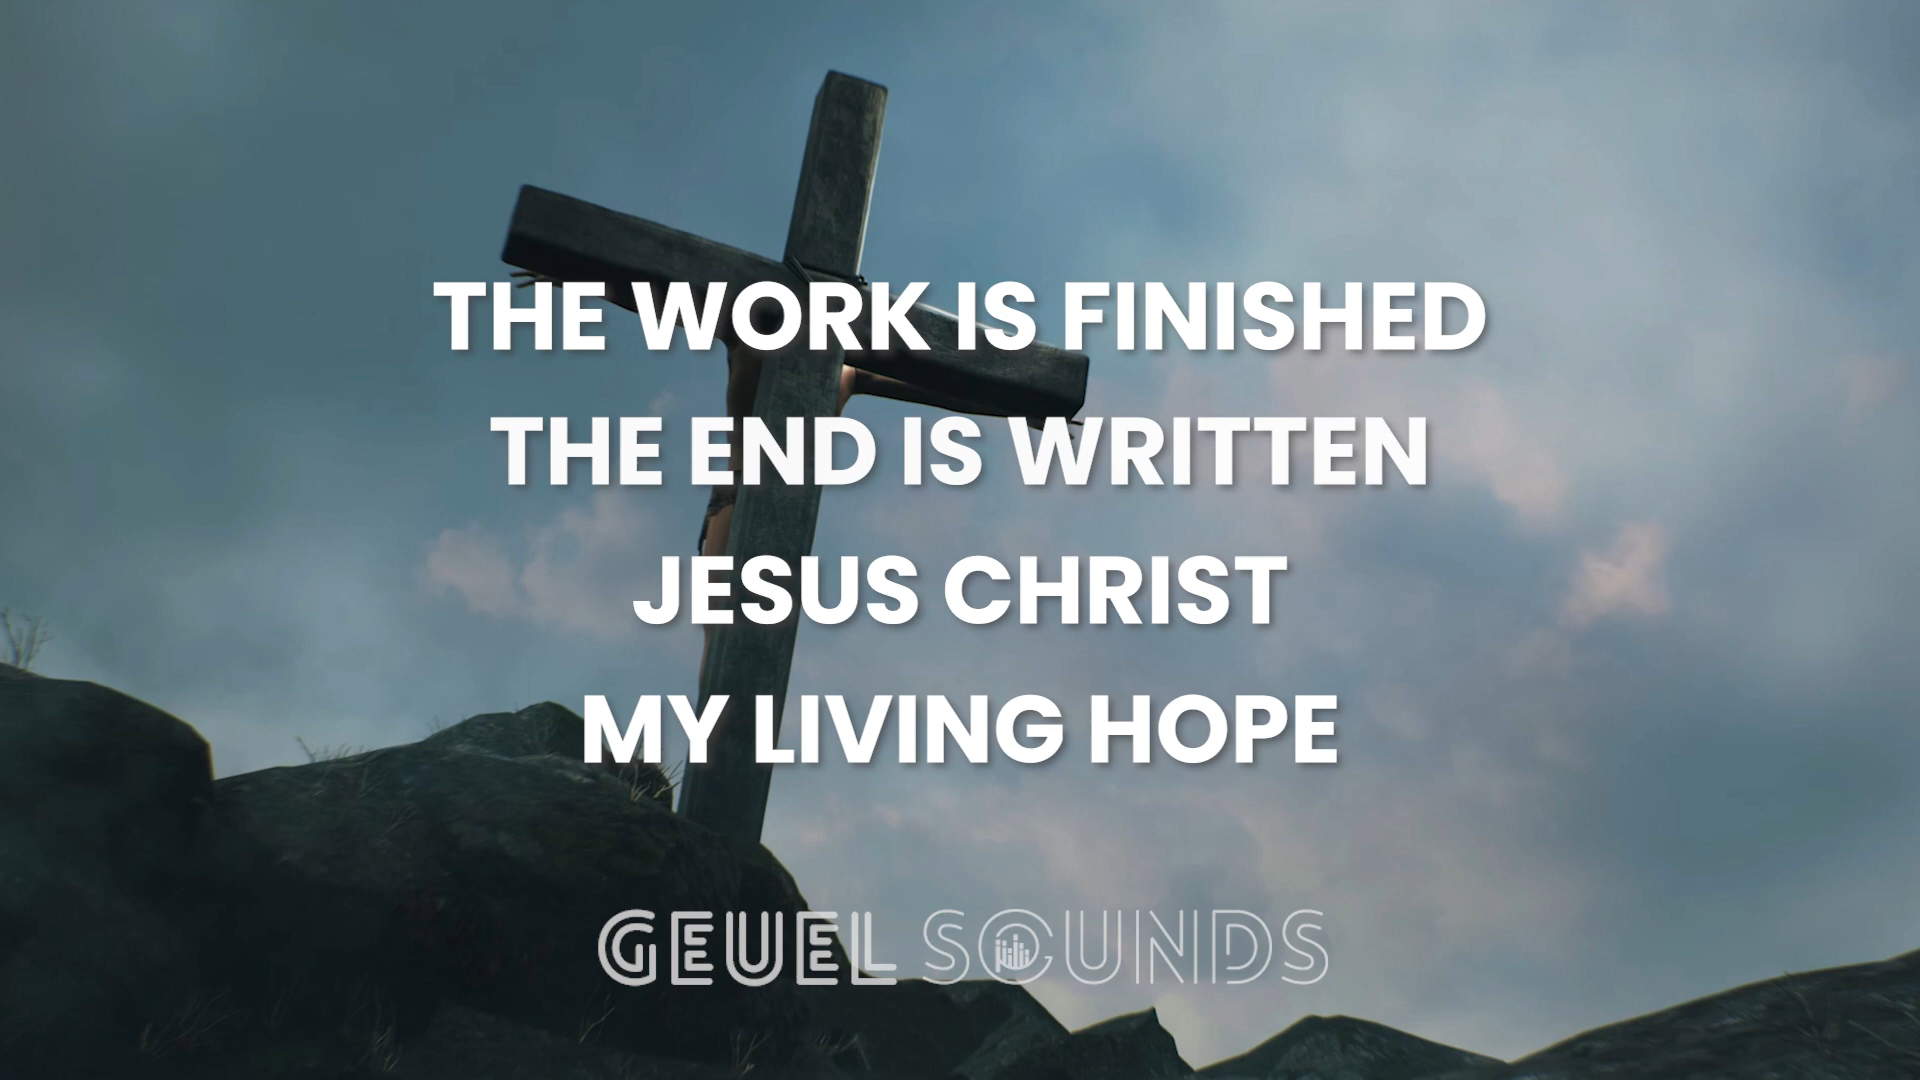 THE WORK IS FINISHED
THE END IS WRITTEN
JESUS CHRIST
MY LIVING HOPE
GEUEL SOUNDS